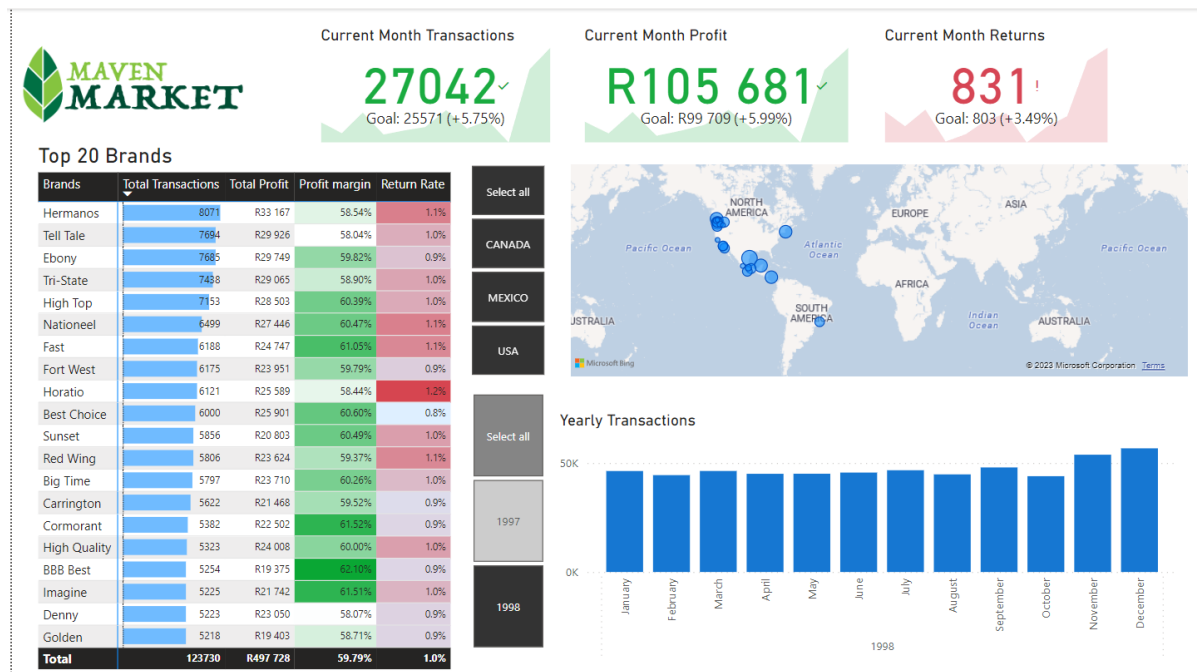 MAVEN
MARKET
Current Month Transactions
27042
Goal: 25571 (+5.75%)
Current Month Profit
R105 681
Goal: R99 709 (+5.99%)
Current Month Returns
831!
Goal: 803 (+3.49%)
Top 20 Brands
Brands Total Transactions Total Profit Profit margin Return Rate
Hermanos 8071 R33 167 58.54% 1.1%
Tell Tale 7694 R29 926 58.04% 1.0%
Ebony 7685 R29 749 59.82% 0.9%
Tri-State 7438 R29 065 58.90% 1.0%
High Top 7153 R28 503 60.39% 1.0%
Nationeel 6499 R27 446 60.47% 1.1%
Fast 6188 R24 747 61.05% 1.1%
Fort West 6175 R23 951 59.79% 0.9%
Horatio 6121 R25 589 58.44% 1.2%
Best Choice 6000 R25 901 60.60% 0.8%
Sunset 5856 R20 803 60.49% 1.0%
Red Wing 5806 R23 624 59.37% 1.1%
Big Time 5797 R23 710 60.26% 1.0%
Carrington 5622 R21 468 59.52% 0.9%
Cormorant 5382 R22 502 61.52% 0.9%
High Quality 5323 R24 008 60.00% 1.0%
BBB Best 5254 R19 375 62.10% 0.9%
Imagine 5225 R21 742 61.51% 1.0%
Denny 5223 R23 050 58.07% 0.9%
Golden 5218 R19 403 58.71% 0.9%
Total 123730 R497 728 59.79% 1.0%
Select all
CANADA
MEXICO
USA
Select all
1997
1998
NORTH
AMERICA
EUROPE
ASIA
Pacific Ocean
Atlantic
Ocean
Pacific Ocean
AFRICA
SOUTH
AMERICA
Indian
Ocean
USTRALIA
AUSTRALIA
Microsoft Bing
© 2023 Microsoft Corporation Terms
Yearly Transactions
50K
0K
January
February
March
April
May
June
July
August
September
October
November
December
1998